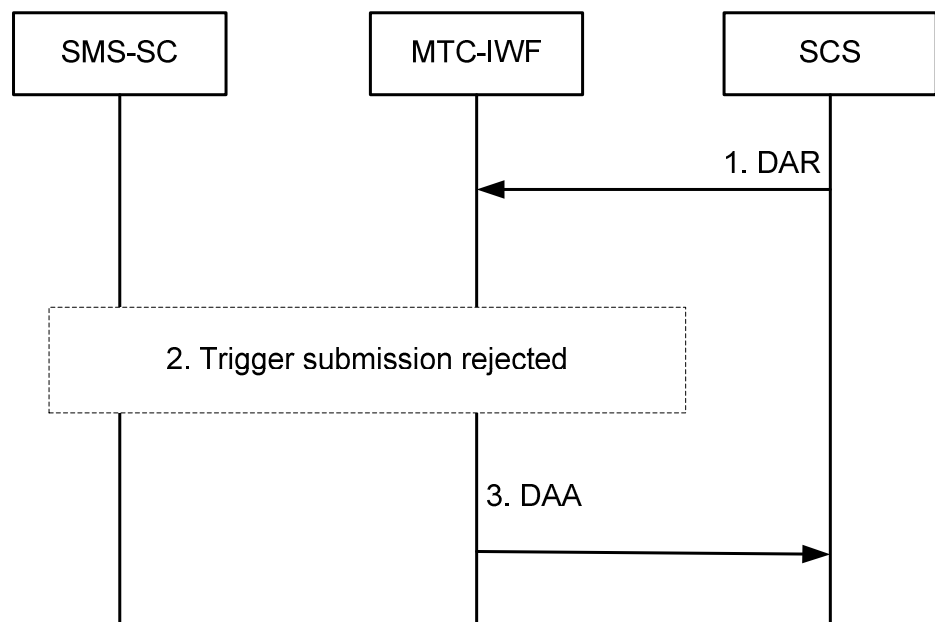 SMS-SC
MTC-IWF
SCS
1. DAR
2. Trigger submission rejected
3. DAA